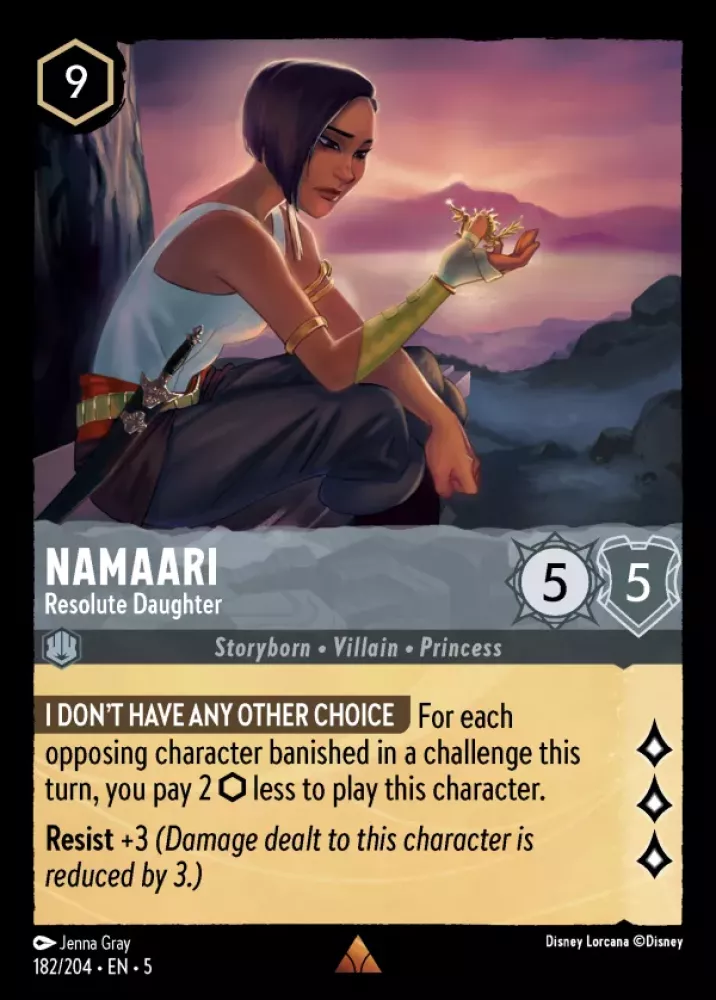 9
NAMAARI
Resolute Daughter
5 5
Storyborn • Villain • Princess
I DON'T HAVE ANY OTHER CHOICE For each
opposing character banished in a challenge this
turn, you pay 2 ⬡ less to play this character.
Resist +3 (Damage dealt to this character is
reduced by 3.)
Jenna Gray
182/204 • EN • 5
Disney Lorcana ©Disney